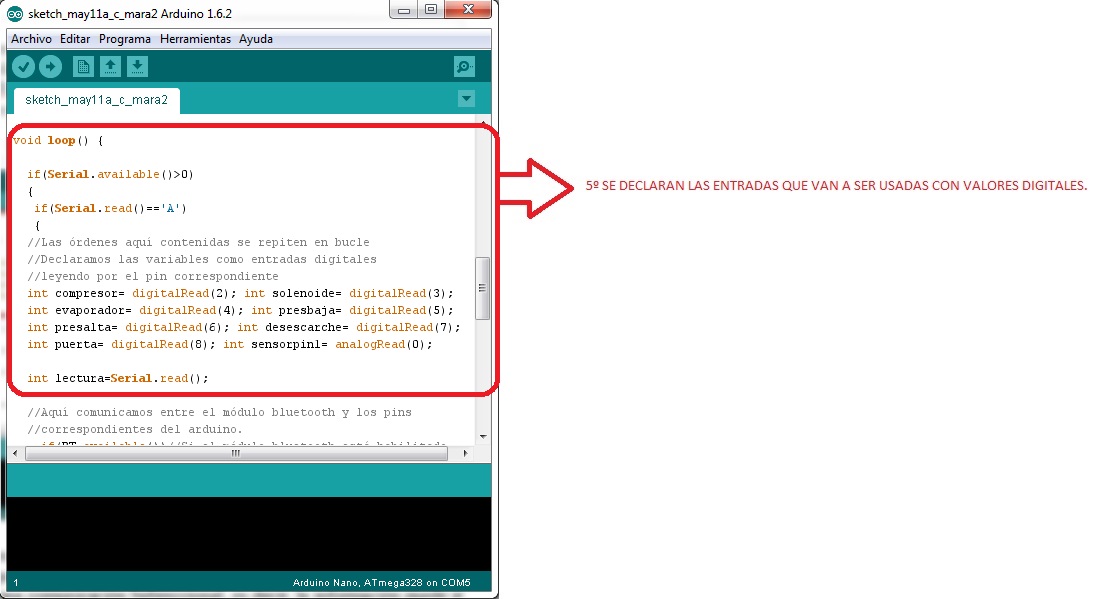 sketch_may11a_c_mara2 Arduino 1.6.2
Archivo Editar Programa Herramientas Ayuda
sketch_may11a_c_mara2
void loop() {
if(Serial.available()>0)
{
if(Serial.read()=='A')
{
//Las órdenes aquí contenidas se repiten en bucle
//Declaramos las variables como entradas digitales
//leyendo por el pin correspondiente
int compresor= digitalRead(2); int solenoide= digitalRead(3);
int evaporador= digitalRead(4); int presbaja= digitalRead(5);
int presalta= digitalRead(6); int desescarche= digitalRead(7);
int puerta= digitalRead(8); int sensorpin1= analogRead(0);
int lectura=Serial.read();
//Aquí comunicamos entre el módulo bluetooth y los pins
//correspondientes del arduino.
5º SE DECLARAN LAS ENTRADAS QUE VAN A SER USADAS CON VALORES DIGITALES.
1
Arduino Nano, ATmega328 on COM5